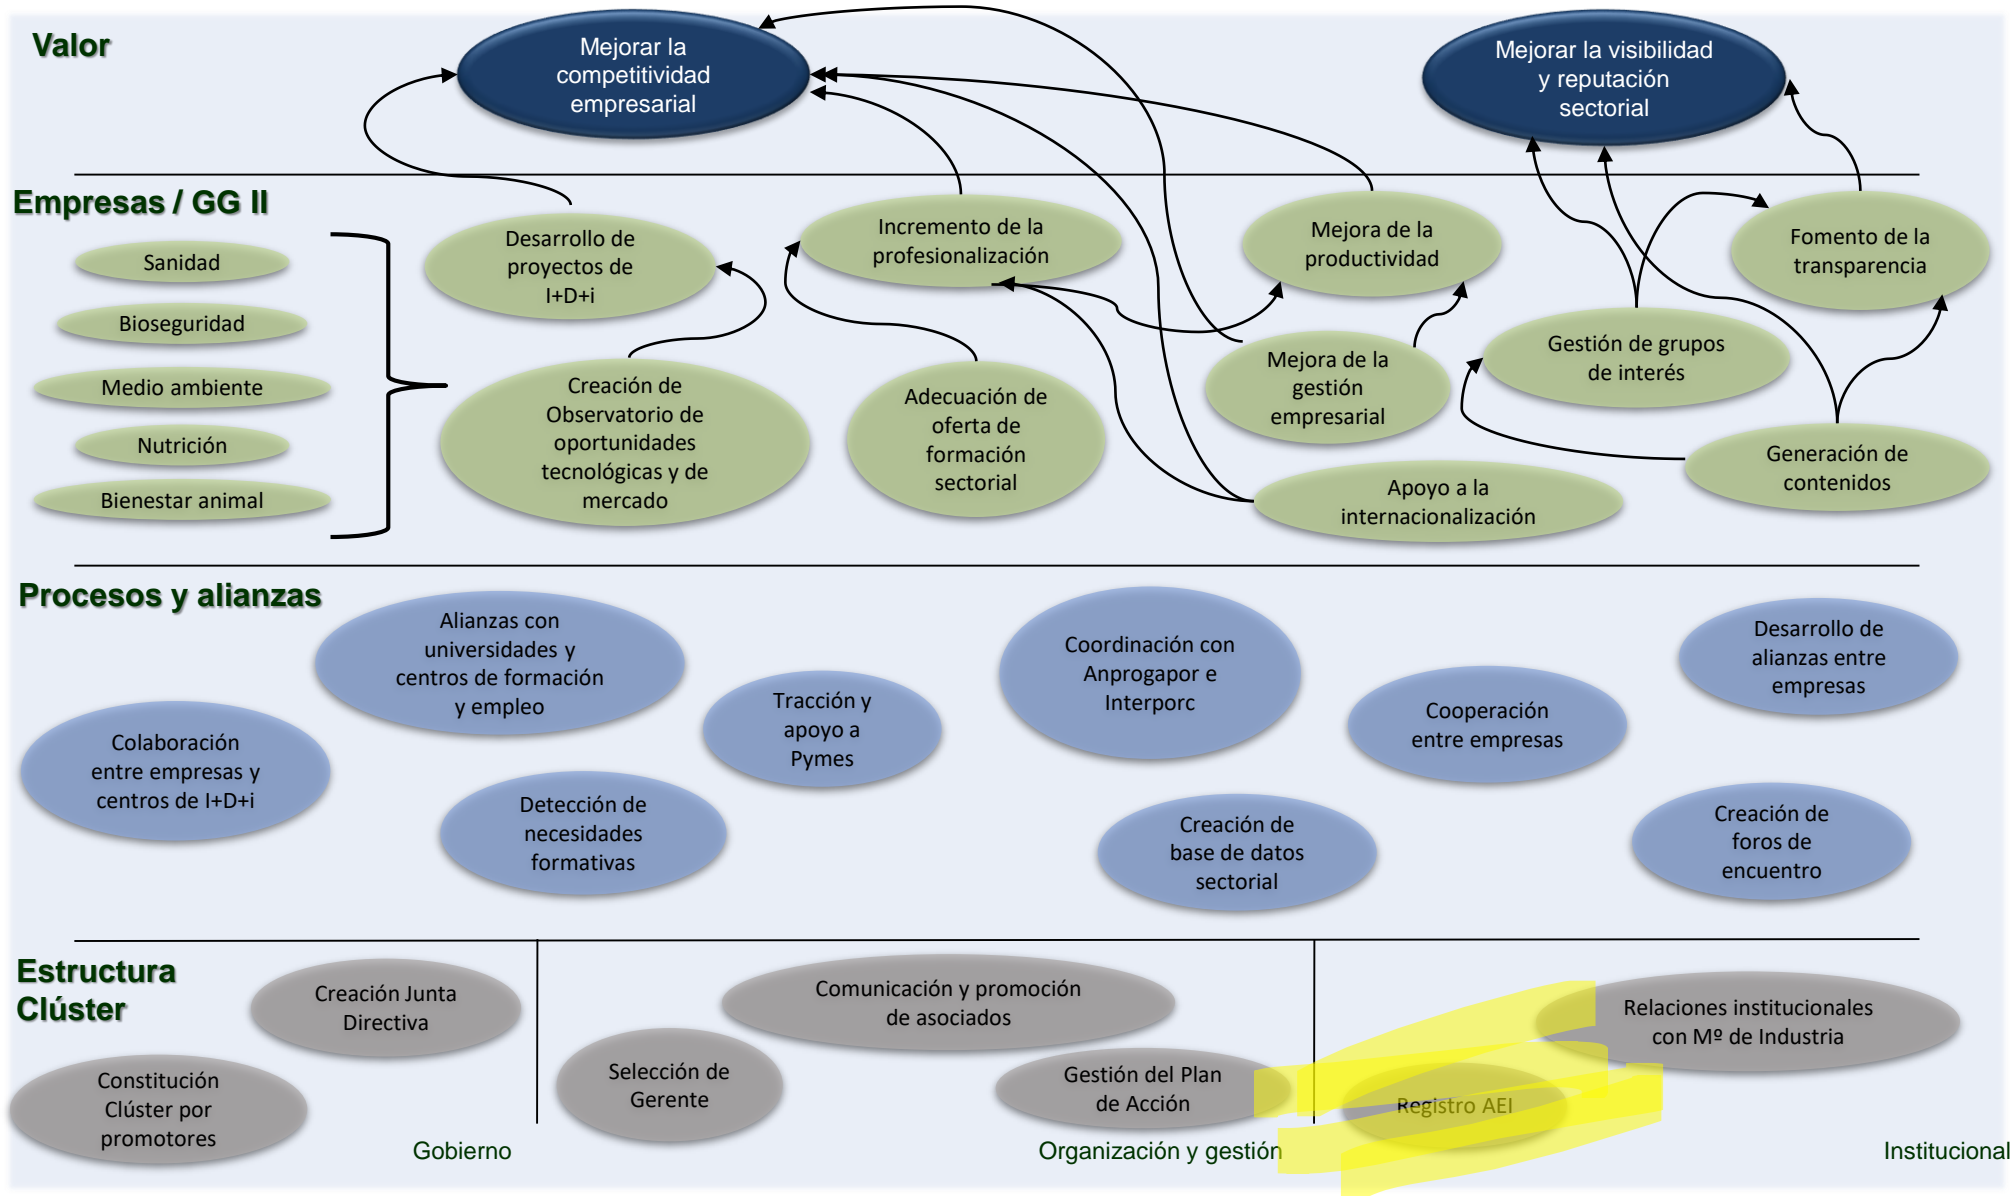 Valor
Mejorar la
competitividad
empresarial
Mejorar la visibilidad
y reputación
sectorial
Empresas / GG II
Sanidad
Bioseguridad
Medio ambiente
Nutrición
Bienestar animal
Desarrollo de
proyectos de
I+D+i
Incremento de la
profesionalización
Mejora de la
productividad
Fomento de la
transparencia
Creación de
Observatorio de
oportunidades
tecnológicas y de
mercado
Adecuación de
oferta de
formación
sectorial
Mejora de la
gestión
empresarial
Gestión de grupos
de interés
Apoyo a la
internacionalización
Generación de
contenidos
Procesos y alianzas
Colaboración
entre empresas y
centros de I+D+i
Alianzas con
universidades y
centros de formación
y empleo
Detección de
necesidades
formativas
Tracción y
apoyo a
Pymes
Coordinación con
Anprogapor e
Interporc
Creación de
base de datos
sectorial
Cooperación
entre empresas
Desarrollo de
alianzas entre
empresas
Creación de
foros de
encuentro
Estructura
Clúster
Constitución
Clúster por
promotores
Creación Junta
Directiva
Gobierno
Selección de
Gerente
Comunicación y promoción
de asociados
Gestión del Plan
de Acción
Organización y gestión
Registro AEI
Relaciones institucionales
con Mº de Industria
Institucional